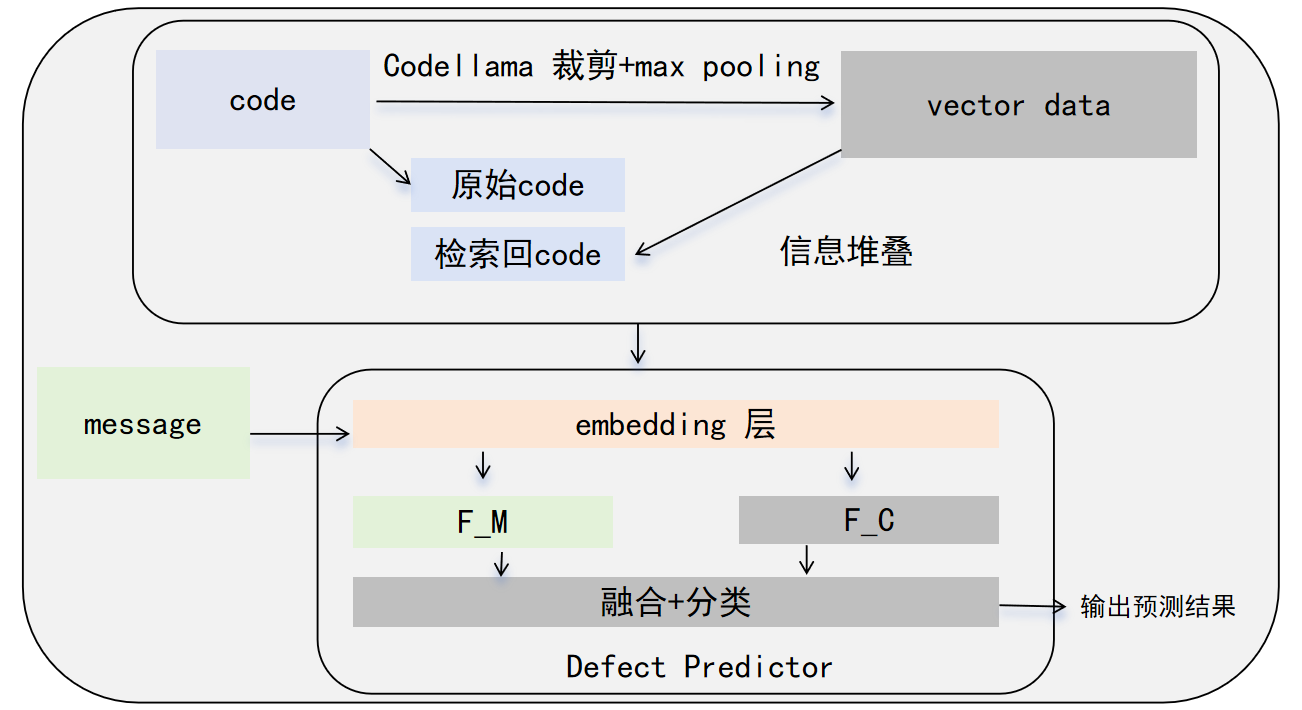 code
Codellama 裁剪+max pooling
vector data
原始code
检索回code
信息堆叠
message
embedding 层
F_M
F_C
融合+分类
输出预测结果
Defect Predictor